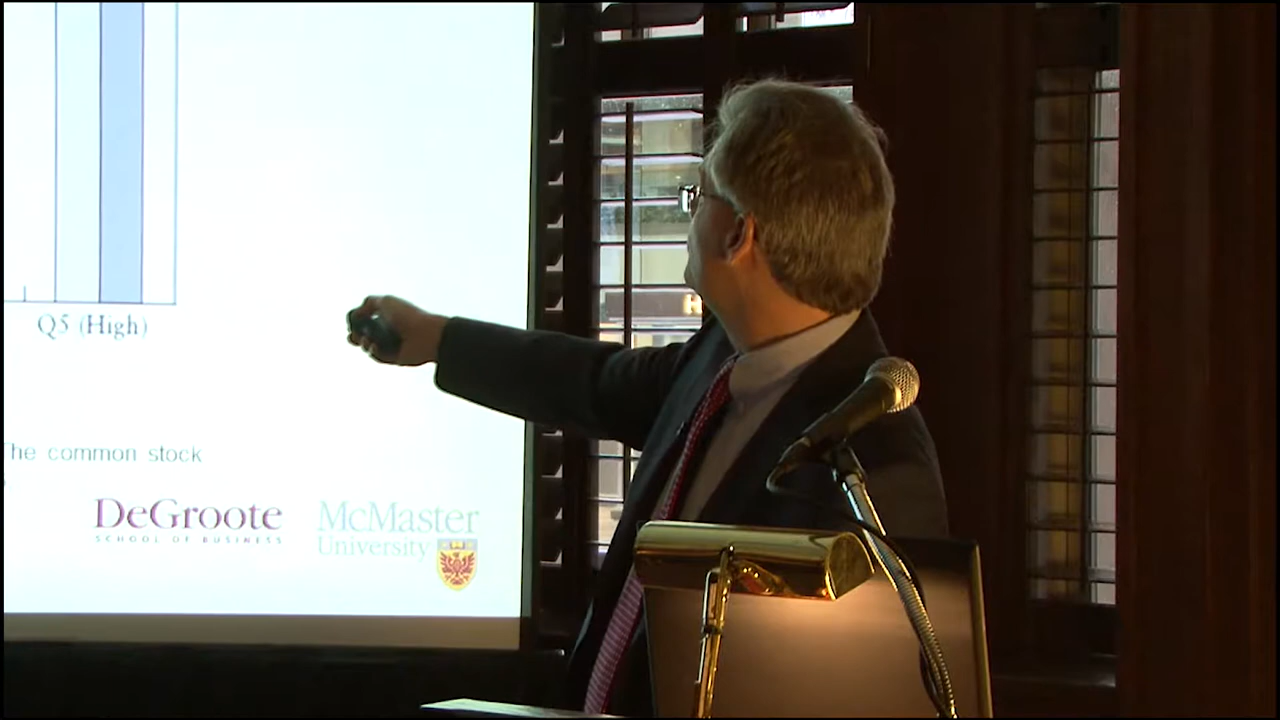 Q5 (High)
The common stock
DeGroote
SCHOOL OF BUSINESS
McMaster
University